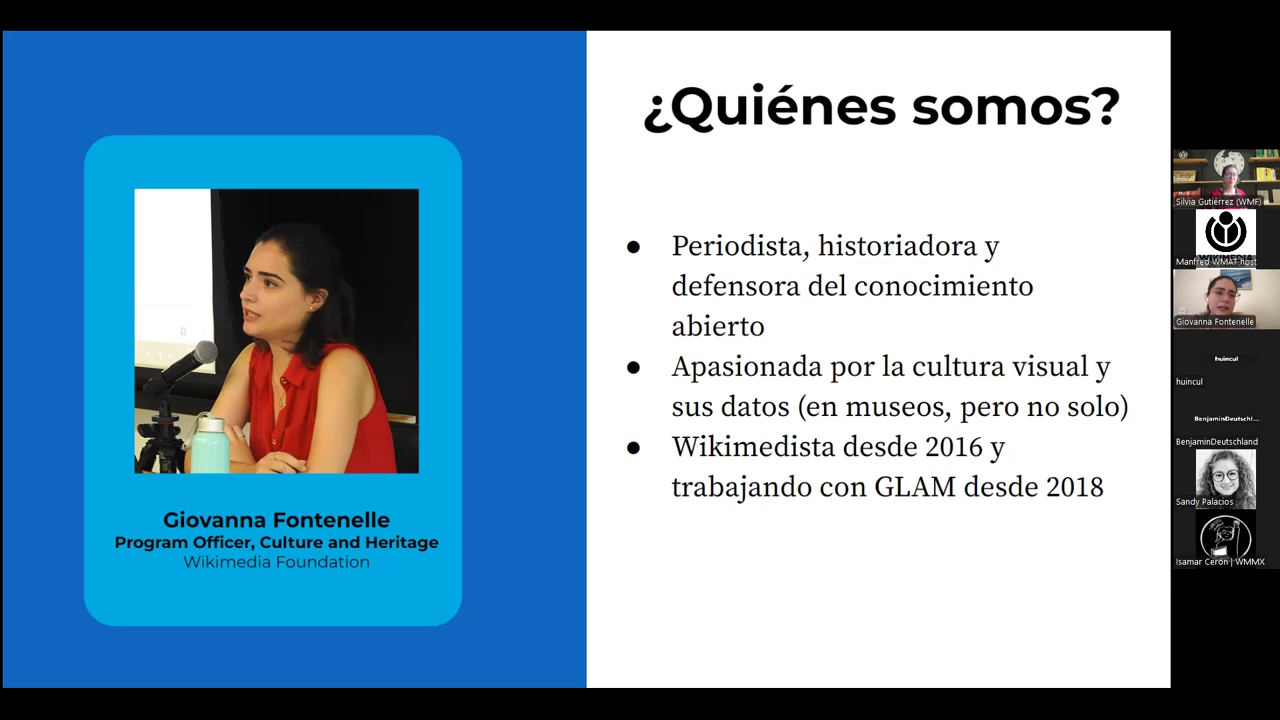 ¿Quiénes somos?
● Periodista, historiadora y
defensora del conocimiento
abierto
● Apasionada por la cultura visual y
sus datos (en museos, pero no solo)
● Wikimedista desde 2016 y
trabajando con GLAM desde 2018
Giovanna Fontenelle
Program Officer, Culture and Heritage
Wikimedia Foundation
Silvia Gutiérrez (WMF)
WIKIMEDIA
Manfred WMAT host
Giovanna Fontenelle
huincul
huincul
BenjaminDeutschl...
BenjaminDeutschland
Sandy Palacios
Isamar Cerón | WMMX